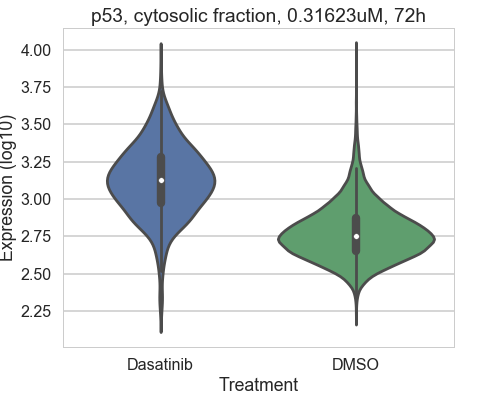 p53, cytosolic fraction, 0.31623uM, 72h
4.00
3.75
3.50
3.25
3.00
2.75
2.50
2.25
Expression (log10)
Dasatinib
DMSO
Treatment